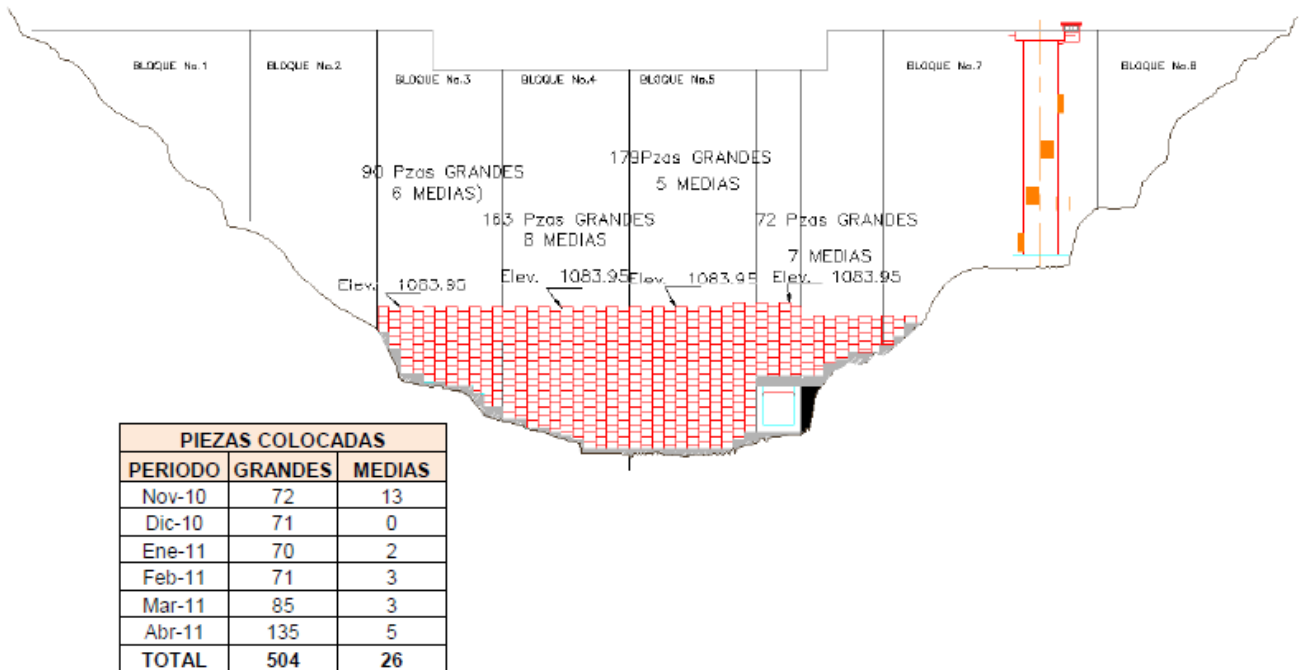 BLOQUE No.1
BLOQUE No.2
BLOQUE No.3
BLOQUE No.4
BLOQUE No.5
BLOQUE No.7
BLOQUE No.8
90 Pzas GRANDES
6 MEDIAS)
179Pzas GRANDES
5 MEDIAS
163 Pzas GRANDES
8 MEDIAS
72 Pzas GRANDES
7 MEDIAS
Elev. 1083.95
Elev. 1083.95
Elev. 1083.95
Elev. 1083.95
PIEZAS COLOCADAS
PERIODO GRANDES MEDIAS
Nov-10 72 13
Dic-10 71 0
Ene-11 70 2
Feb-11 71 3
Mar-11 85 3
Abr-11 135 5
TOTAL 504 26